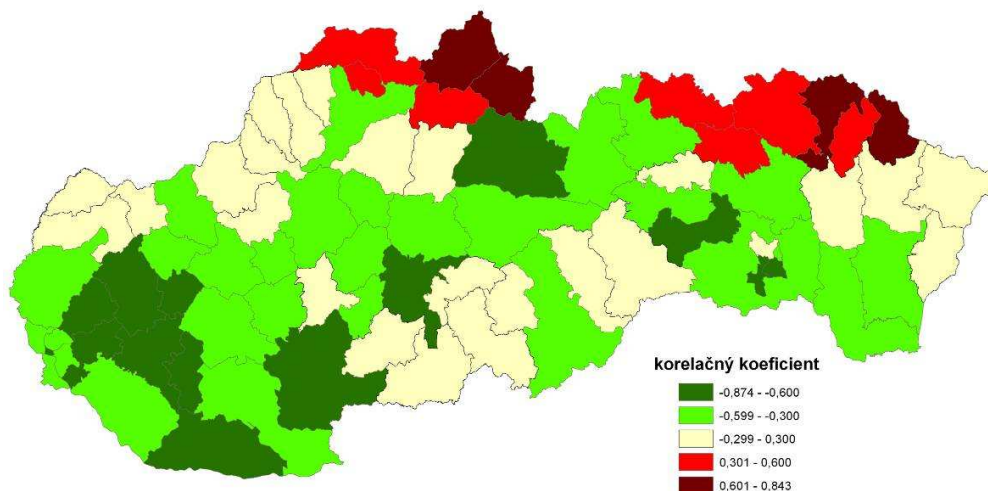 korelačný koeficient
-0,874 - -0,600
-0,599 - -0,300
-0,299 - 0,300
0,301 - 0,600
0,601 - 0,843